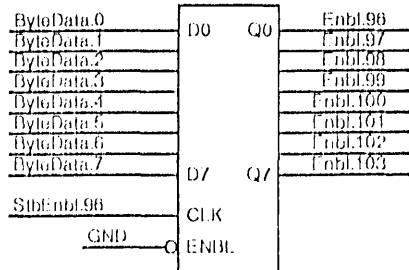 ByteData.0 D0 Q0 Enbl.96
ByteData.1 Enbl.97
ByteData.2 Enbl.98
ByteData.3 Enbl.99
ByteData.4 Enbl.100
ByteData.5 Enbl.101
ByteData.6 Enbl.102
ByteData.7 D7 Q7 Enbl.103
StbEnbl.96 CLK
GND ENBL